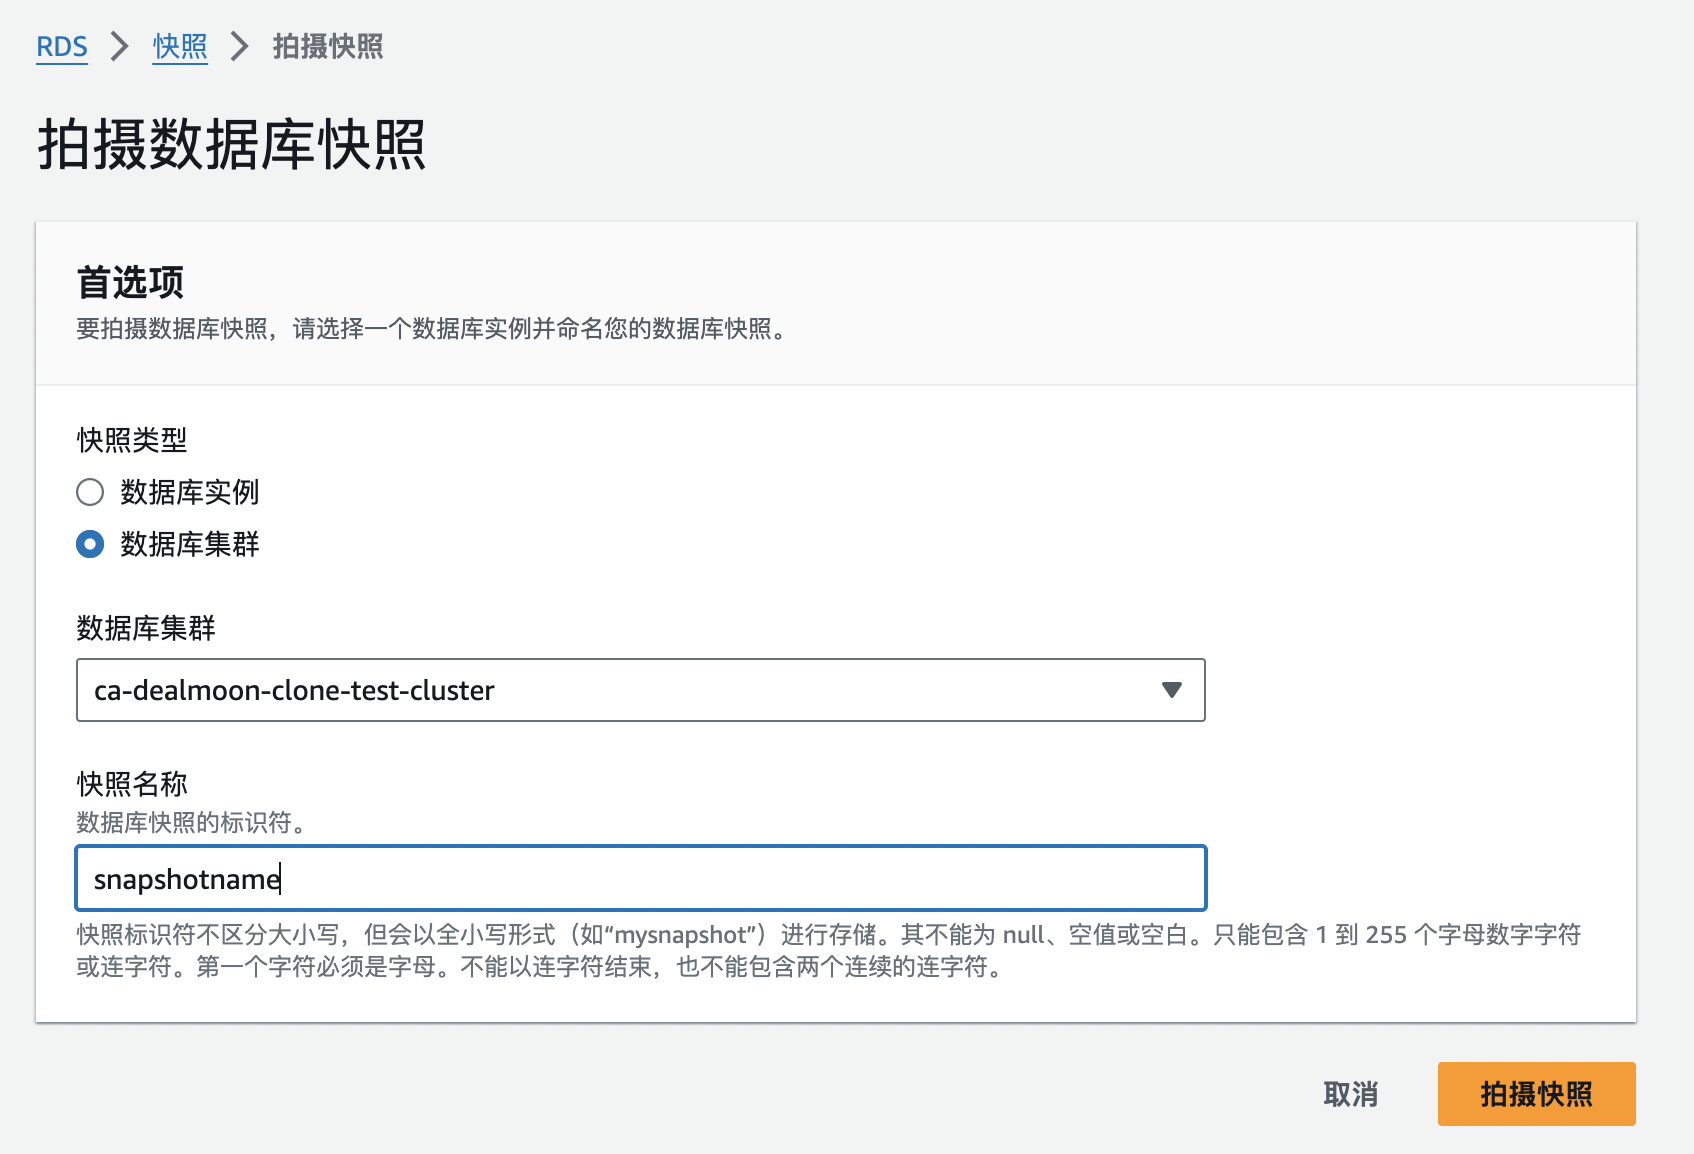 RDS > 快照 > 拍摄快照
拍摄数据库快照
首选项
要拍摄数据库快照，请选择一个数据库实例并命名您的数据库快照。
快照类型
数据库实例
数据库集群
数据库集群
ca-dealmoon-clone-test-cluster
快照名称
数据库快照的标识符。
snapshotname
快照标识符不区分大小写，但会以全小写形式（如“mysnapshot”）进行存储。其不能为 null、空值或空白。只能包含 1 到 255 个字母数字字符
或连字符。第一个字符必须是字母。不能以连字符结束，也不能包含两个连续的连字符。
取消
拍摄快照